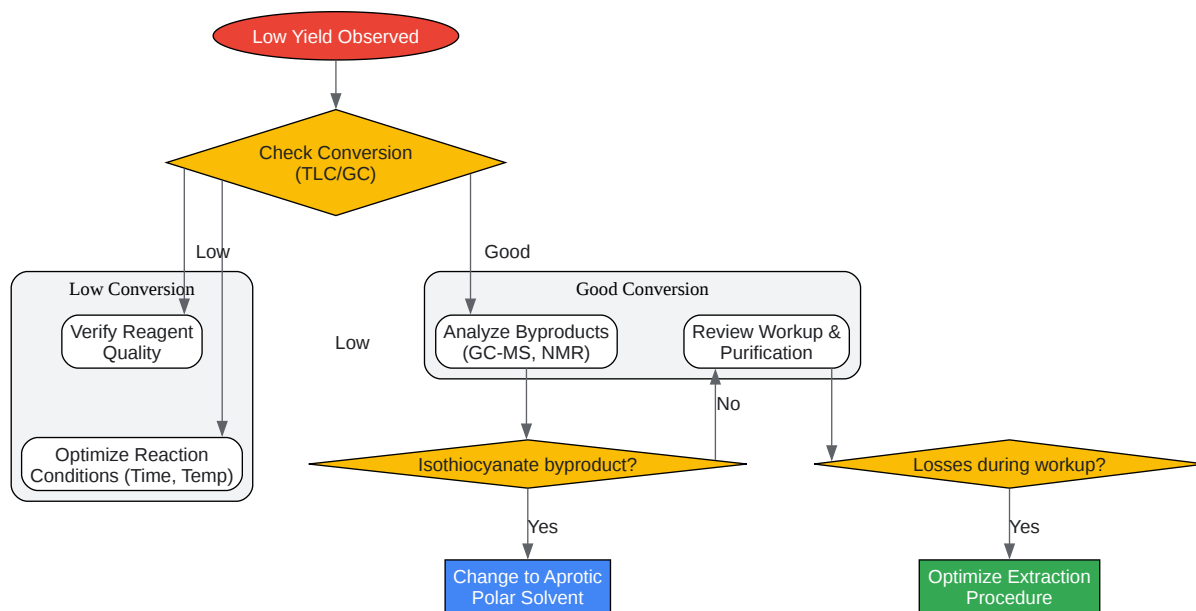 Low Yield Observed
Check Conversion
(TLC/GC)
Low
Good
Low Conversion
Good Conversion
Verify Reagent
Quality
Low
Analyze Byproducts
(GC-MS, NMR)
Review Workup &
Purification
No
Optimize Reaction
Conditions (Time, Temp)
Isothiocyanate byproduct?
Losses during workup?
Yes
Yes
Change to Aprotic
Polar Solvent
Optimize Extraction
Procedure